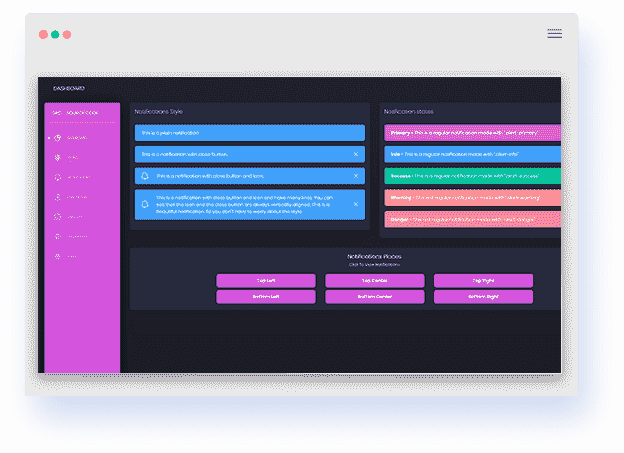 DASHBOARD
Notifications Style
This is a plain notification
This is a notification with close button.
This is a notification with close button and icon.
This is a notification with close button and icon and have many lines. You can
see that the icon and the close button are always vertically aligned. This is a
beautiful notification. So you don't have to worry about the style.
Notification states
Primary - This is a regular notification made with "alert-primary"
Info - This is a regular notification made with "alert-info"
Success - This is a regular notification made with "alert-success"
Warning - This is a regular notification made with "alert-warning"
Danger - This is a regular notification made with "alert-danger"
Notifications Places
Click to view notifications
Top Left
Top Center
Top Right
Bottom Left
Bottom Center
Bottom Right